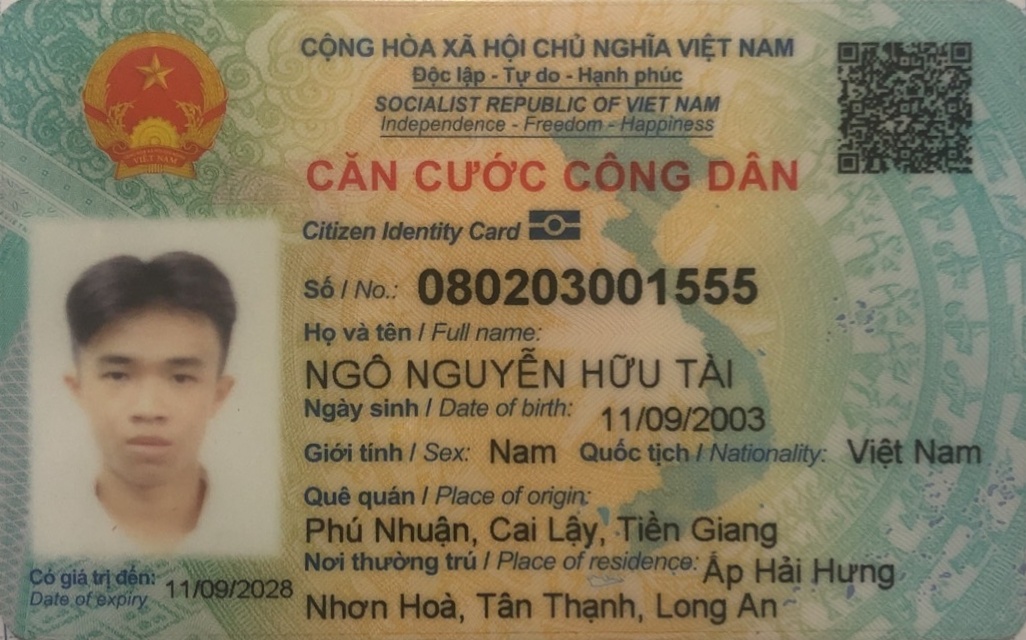 CỘNG HÒA XÃ HỘI CHỦ NGHĨA VIỆT NAM
Độc lập - Tự do - Hạnh phúc
SOCIALIST REPUBLIC OF VIET NAM
Independence - Freedom - Happiness
CĂN CƯỚC CÔNG DÂN
Citizen Identity Card
Số / No.: 080203001555
Họ và tên / Full name:
NGÔ NGUYỄN HỮU TÀI
Ngày sinh / Date of birth: 11/09/2003
Giới tính / Sex: Nam Quốc tịch / Nationality: Việt Nam
Quê quán / Place of origin:
Phú Nhuận, Cai Lậy, Tiền Giang
Nơi thường trú / Place of residence: Ấp Hải Hưng
Nhơn Hoà, Tân Thạnh, Long An
Có giá trị đến: 11/09/2028
Date of expiry
VIỆT NAM